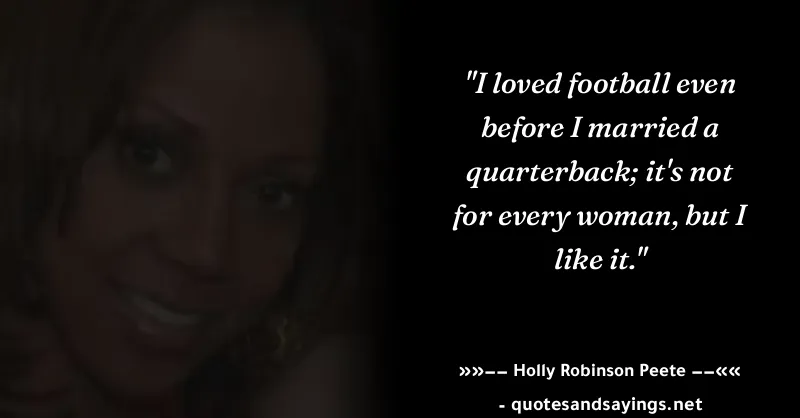 "I loved football even
before I married a
quarterback; it's not
for every woman, but I
like it."
»»−− Holly Robinson Peete −−««
- quotesandsayings.net